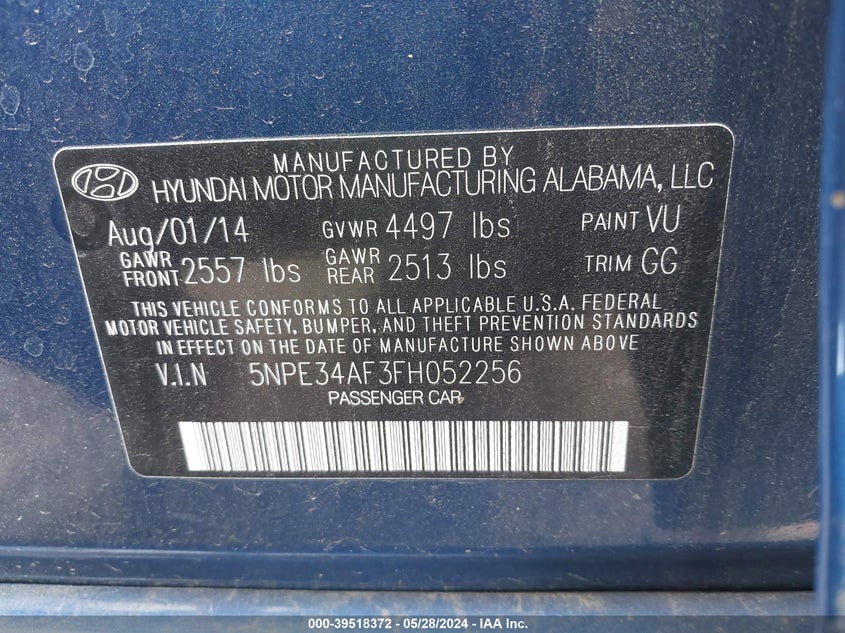 MANUFACTURED BY
HYUNDAI MOTOR MANUFACTURING ALABAMA, LLC
Aug/01/14 GVWR 4497 lbs PAINT VU
GAWR FRONT 2557 lbs GAWR REAR 2513 lbs TRIM GG
THIS VEHICLE CONFORMS TO ALL APPLICABLE U.S.A. FEDERAL
MOTOR VEHICLE SAFETY, BUMPER, AND THEFT PREVENTION STANDARDS
IN EFFECT ON THE DATE OF MANUFACTURE SHOWN ABOVE
V.I.N 5NPE34AF3FH052256
PASSENGER CAR
000-39518372 - 05/28/2024 - IAAI.com